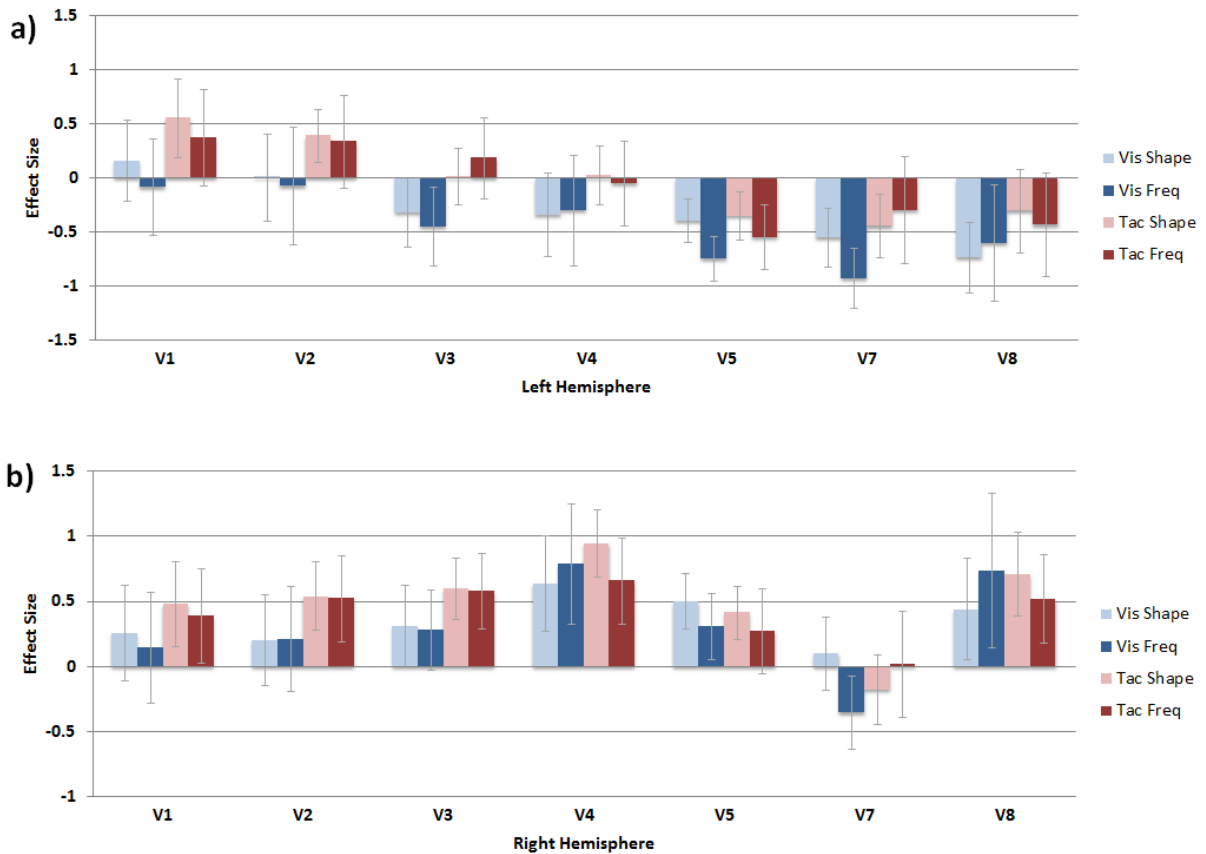 a)
1.5
1
0.5
0
-0.5
-1
-1.5
Effect Size
V1 V2 V3 V4 V5 V7 V8
Left Hemisphere
Vis Shape
Vis Freq
Tac Shape
Tac Freq
b)
1.5
1
0.5
0
-0.5
-1
Effect Size
V1 V2 V3 V4 V5 V7 V8
Right Hemisphere
Vis Shape
Vis Freq
Tac Shape
Tac Freq